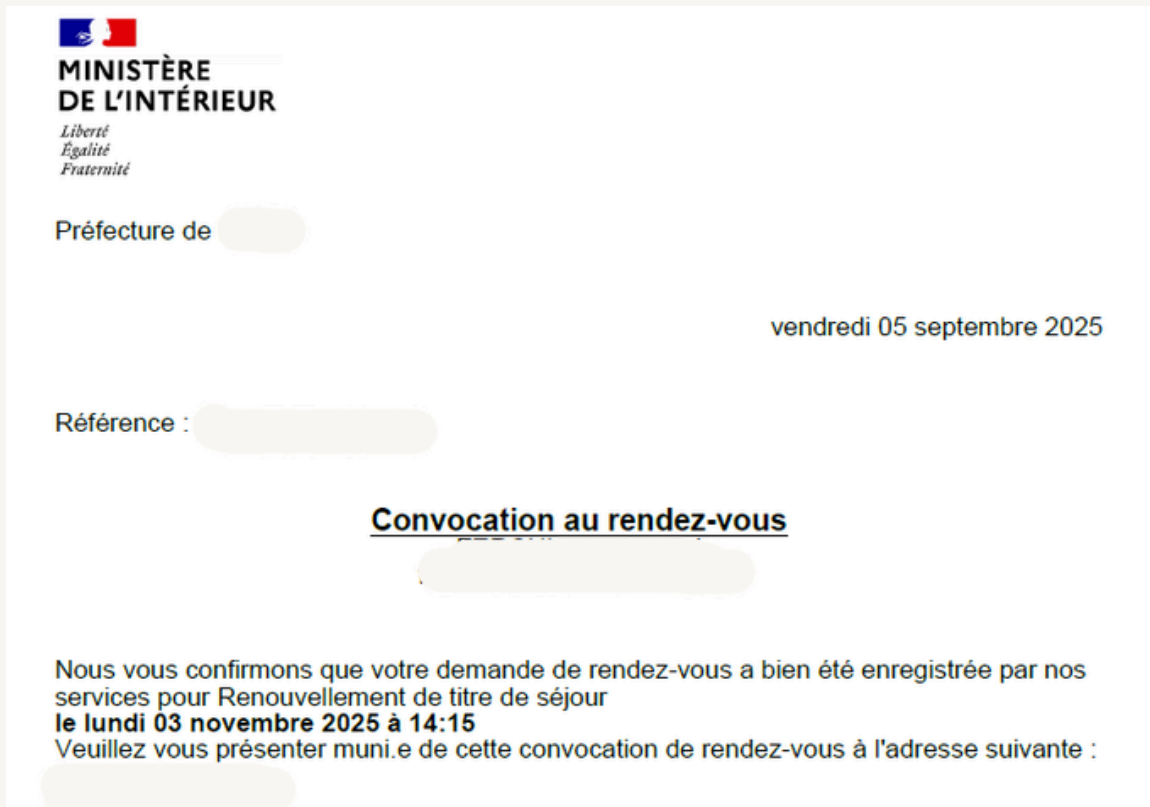 MINISTÈRE
DE L'INTÉRIEUR
Liberté
Égalité
Fraternité
Préfecture de
vendredi 05 septembre 2025
Référence :
Convocation au rendez-vous
Nous vous confirmons que votre demande de rendez-vous a bien été enregistrée par nos
services pour Renouvellement de titre de séjour
le lundi 03 novembre 2025 à 14:15
Veuillez vous présenter muni.e de cette convocation de rendez-vous à l'adresse suivante :